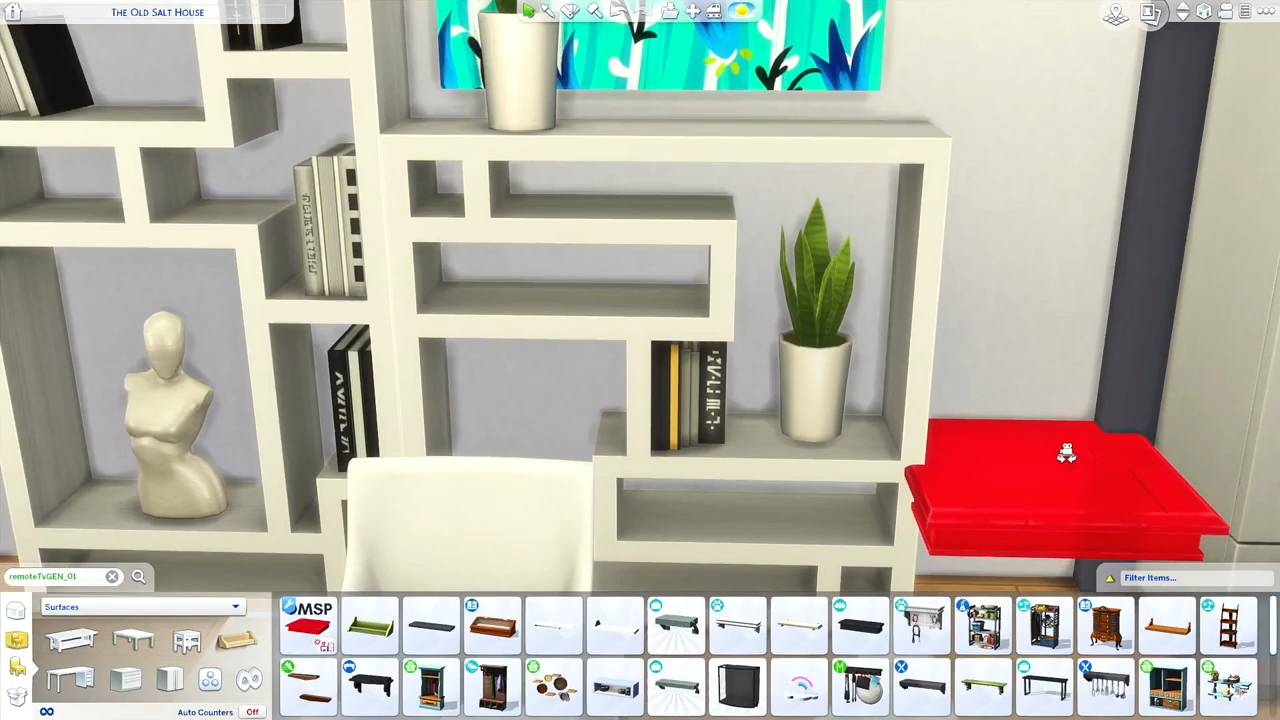 THE OLD SALT HOUSE
remoteTvGEN_01
Filter Items...
Surfaces
MSP
Auto Counters
Off